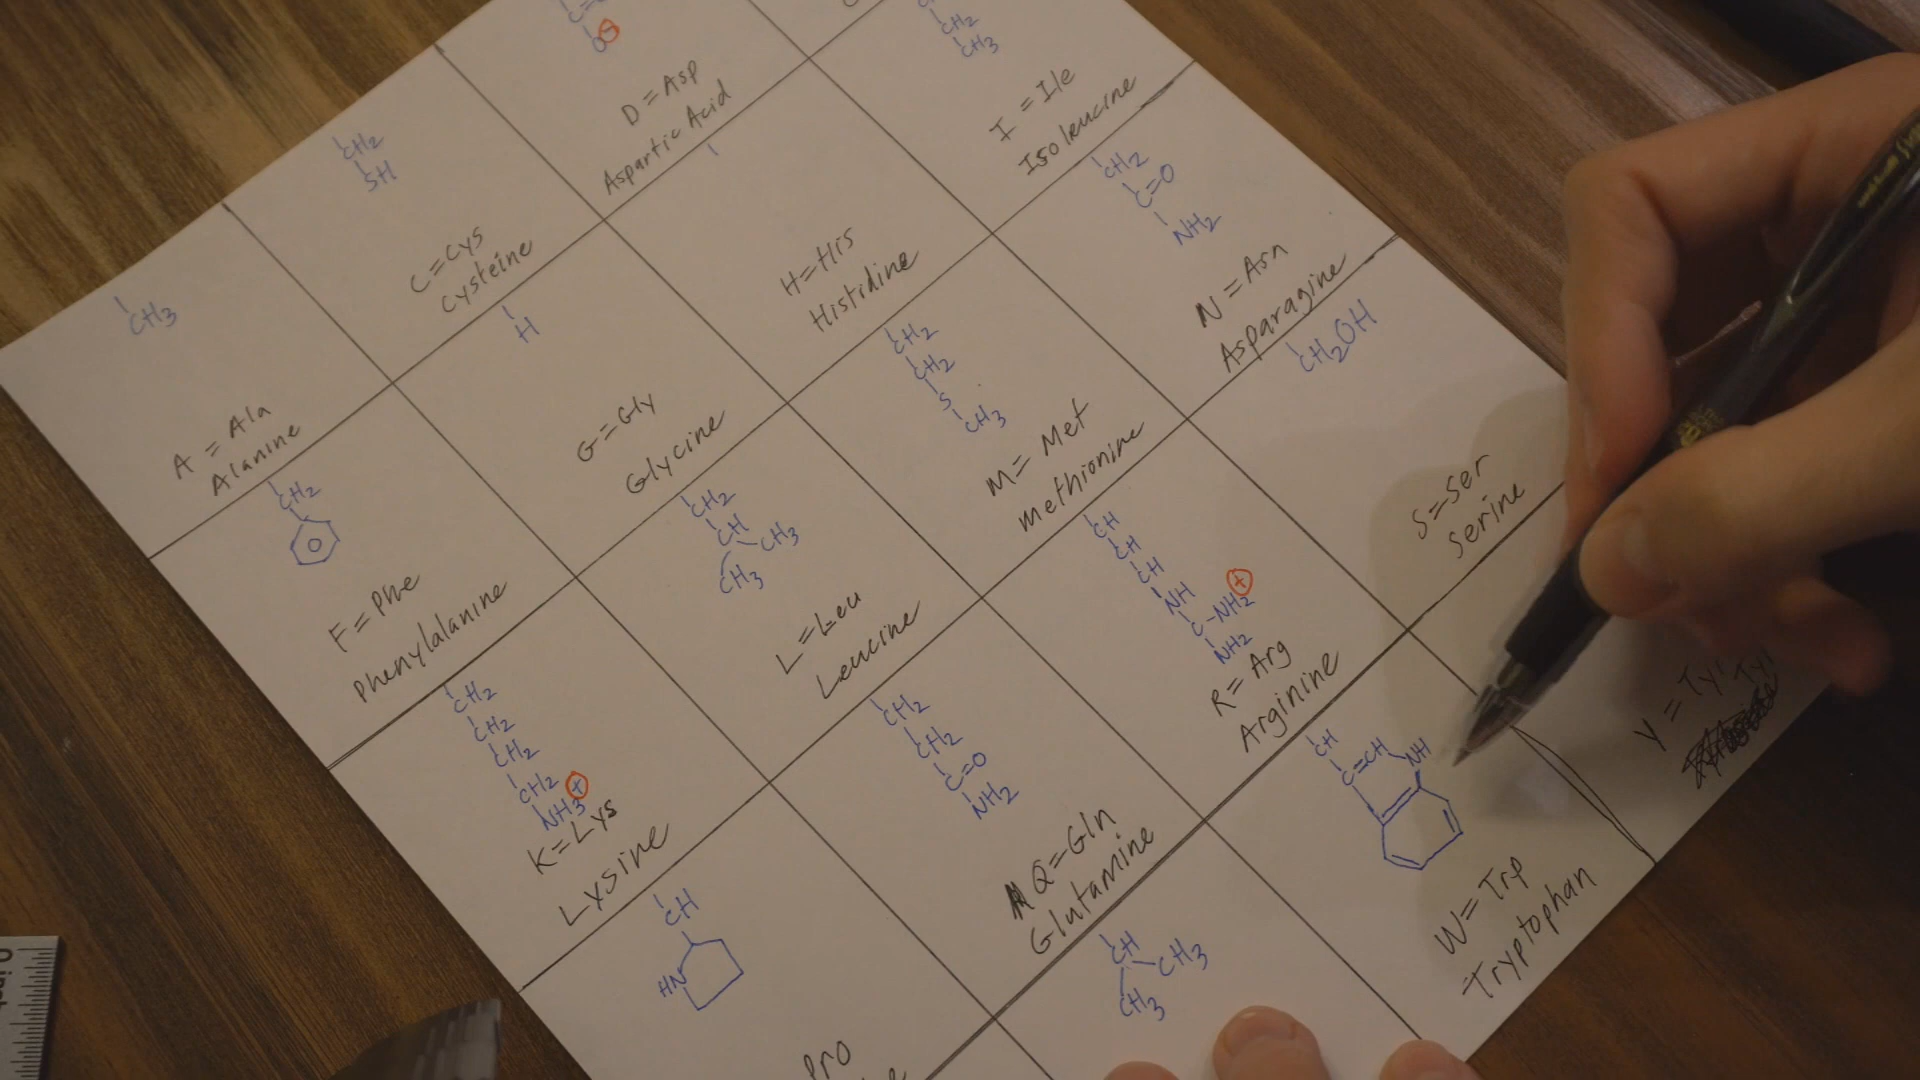 CH2
SH
C=Cys
Cysteine
D=Asp
Aspartic Acid
CH2
CH3
I=Ile
Isoleucine
CH3
A=Ala
Alanine
H
G=Gly
Glycine
H=His
Histidine
CH2
C=O
NH2
N=Asn
Asparagine
CH2
F=Phe
Phenylalanine
CH2
CH
CH3
CH3
L=Leu
Leucine
CH2
CH2
S
CH3
M=Met
Methionine
CH2OH
S=Ser
Serine
CH2
CH2
CH2
CH2
NH3+
K=Lys
Lysine
CH2
CH2
C=O
NH2
Q=Gln
Glutamine
CH
CH
CH
NH
C-NH2+
NH2
R=Arg
Arginine
CH
HN
Pro
CH
CH3
CH3
CH
C=CH
NH
W=Trp
Tryptophan
Y=